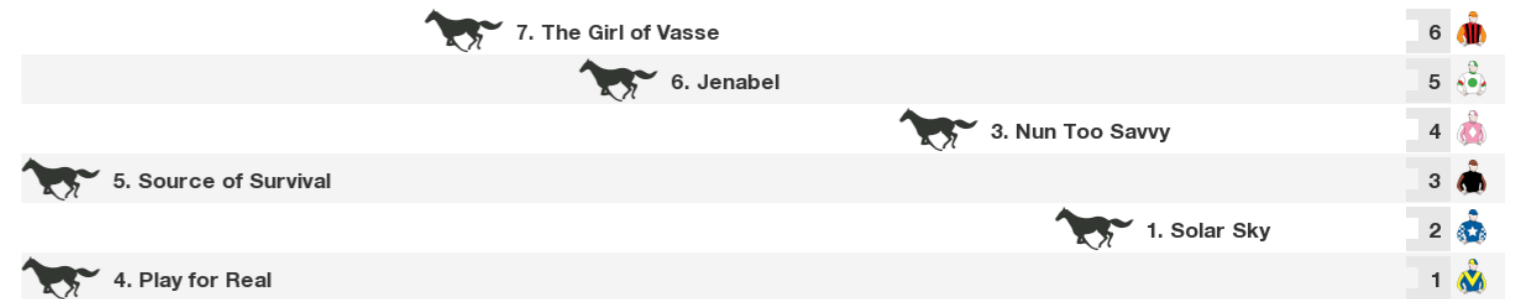 7. The Girl of Vasse 6
6. Jenabel 5
3. Nun Too Savvy 4
5. Source of Survival 3
1. Solar Sky 2
4. Play for Real 1